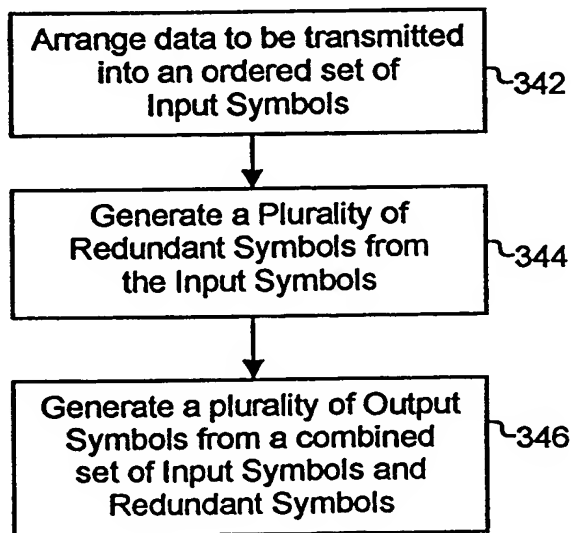 Arrange data to be transmitted
into an ordered set of
Input Symbols
342
Generate a Plurality of
Redundant Symbols from
the Input Symbols
344
Generate a plurality of Output
Symbols from a combined
set of Input Symbols and
Redundant Symbols
346